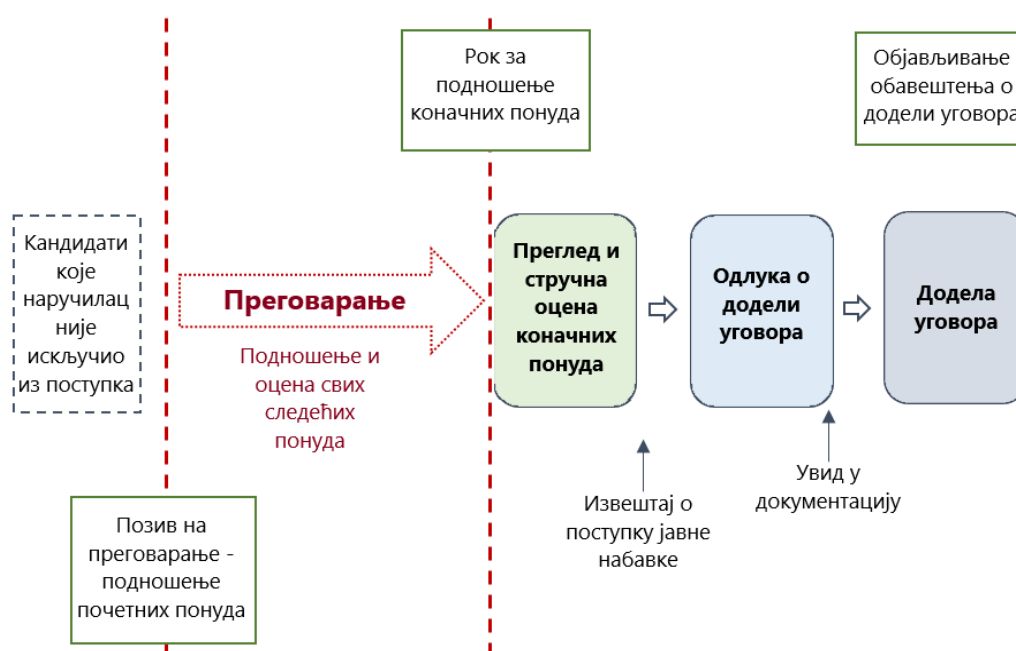 Рок за
подношење
коначних понуда
Објављивање
обавештења о
додели уговора
Кандидати
које
наручилац
није
искључио
из поступка
Преговарање
Подношење и
оцена свих
следећих
понуда
Преглед и
стручна
оцена
коначних
понуда
Одлука о
додели
уговора
Додела
уговора
Позив на
преговарање -
подношење
почетних понуда
Извештај о
поступку јавне
набавке
Увид у
документацију